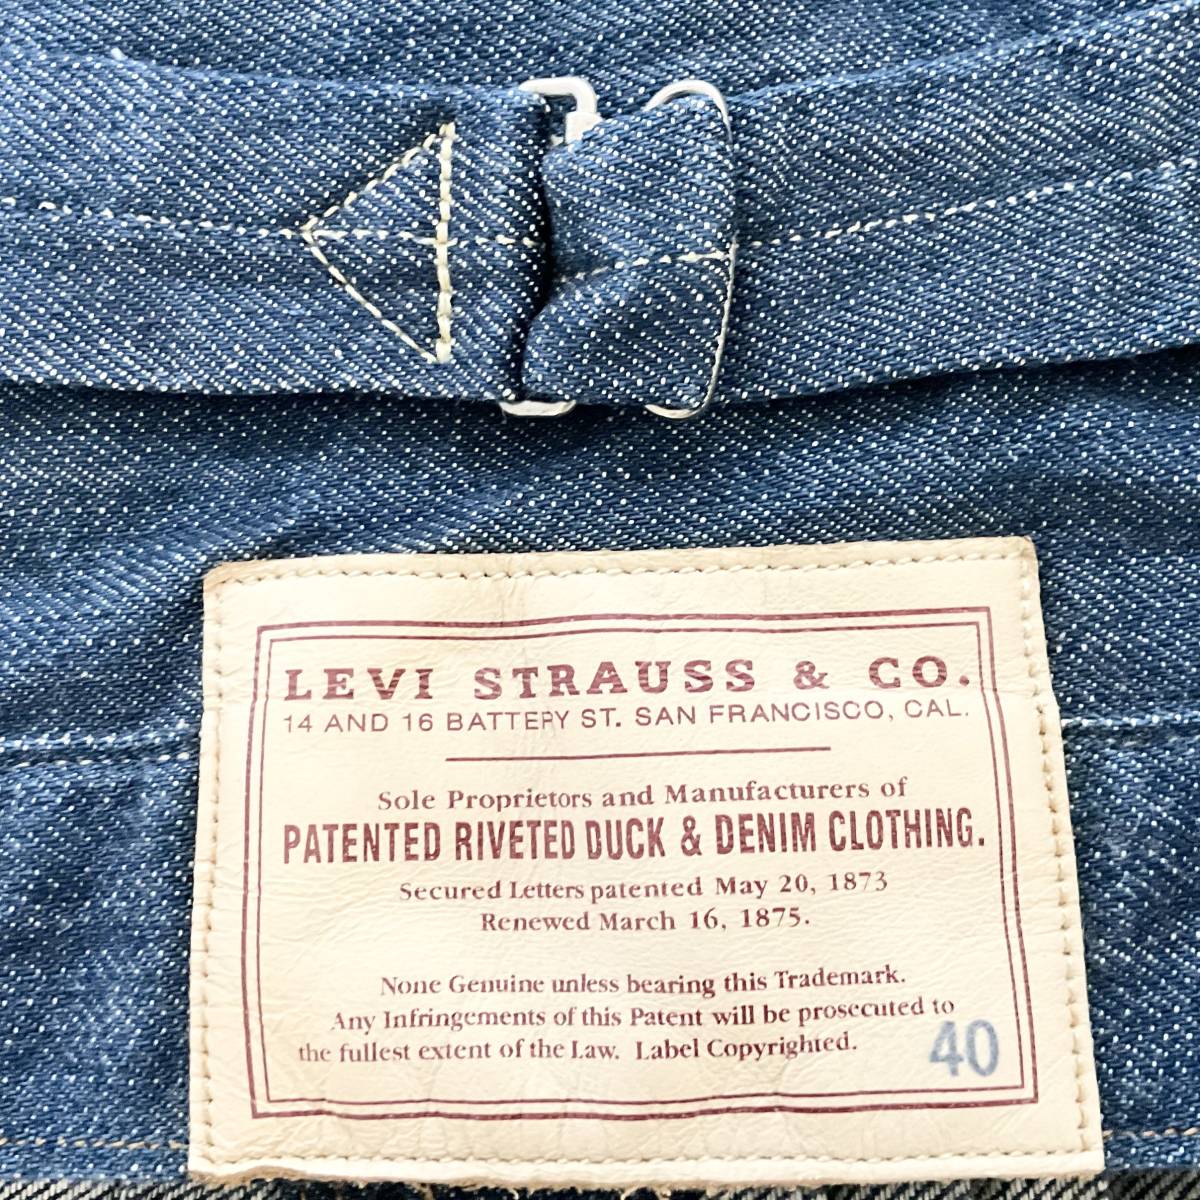 LEVI STRAUSS & CO.
14 AND 16 BATTERY ST. SAN FRANCISCO, CAL.
Sole Proprietors and Manufacturers of
PATENTED RIVETED DUCK & DENIM CLOTHING.
Secured Letters patented May 20, 1873
Renewed March 16, 1875.
None Genuine unless bearing this Trademark.
Any Infringements of this Patent will be prosecuted to
the fullest extent of the Law. Label Copyrighted.
40